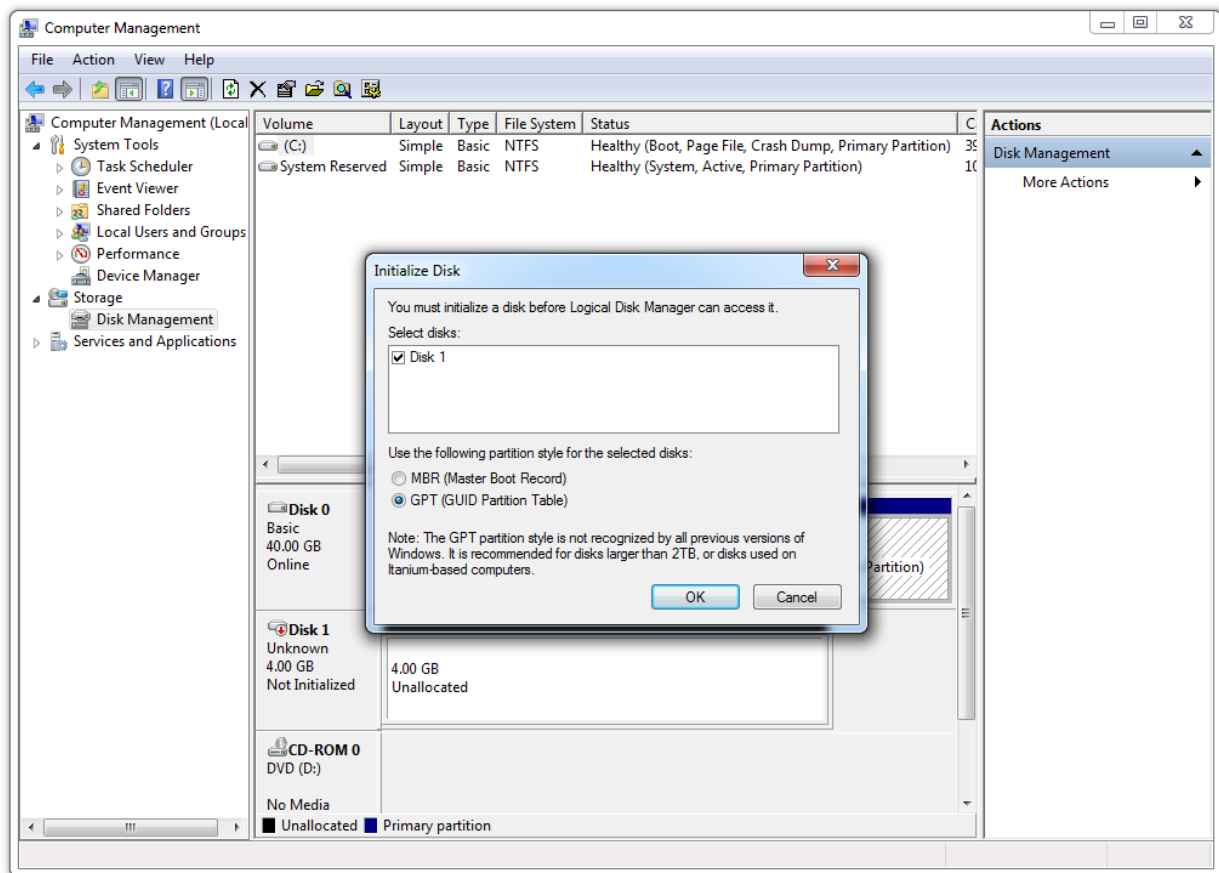 Computer Management
File Action View Help
Computer Management (Local
System Tools
Task Scheduler
Event Viewer
Shared Folders
Local Users and Groups
Performance
Device Manager
Storage
Disk Management
Services and Applications
Volume Layout Type File System Status C
(C:) Simple Basic NTFS Healthy (Boot, Page File, Crash Dump, Primary Partition) 39
System Reserved Simple Basic NTFS Healthy (System, Active, Primary Partition) 10
Actions
Disk Management
More Actions
Initialize Disk
You must initialize a disk before Logical Disk Manager can access it.
Select disks:
Disk 1
Use the following partition style for the selected disks:
MBR (Master Boot Record)
GPT (GUID Partition Table)
Note: The GPT partition style is not recognized by all previous versions of
Windows. It is recommended for disks larger than 2TB, or disks used on
Itanium-based computers.
OK Cancel
Disk 0
Basic
40.00 GB
Online
Partition)
Disk 1
Unknown
4.00 GB
Not Initialized
4.00 GB
Unallocated
CD-ROM 0
DVD (D:)
No Media
Unallocated Primary partition